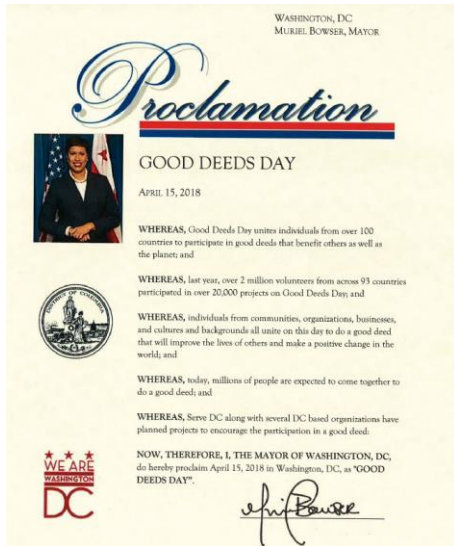 WASHINGTON, DC
MURIEL BOWSER, MAYOR
Proclamation
GOOD DEEDS DAY
APRIL 15, 2018
WHEREAS, Good Deeds Day unites individuals from over 100
countries to participate in good deeds that benefit others as well as
the planet; and
WHEREAS, last year, over 2 million volunteers from across 93 countries
participated in over 20,000 projects on Good Deeds Day; and
WHEREAS, individuals from communities, organizations, businesses,
and cultures and backgrounds all unite on this day to do a good deed
that will improve the lives of others and make a positive change in the
world; and
WHEREAS, today, millions of people are expected to come together to
do a good deed; and
WHEREAS, Serve DC along with several DC based organizations have
planned projects to encourage the participation in a good deed:
NOW, THEREFORE, I, THE MAYOR OF WASHINGTON, DC,
do hereby proclaim April 15, 2018 in Washington, DC, as "GOOD
DEEDS DAY".
DISTRICT OF COLUMBIA
WE ARE
WASHINGTON
DC
Bowser